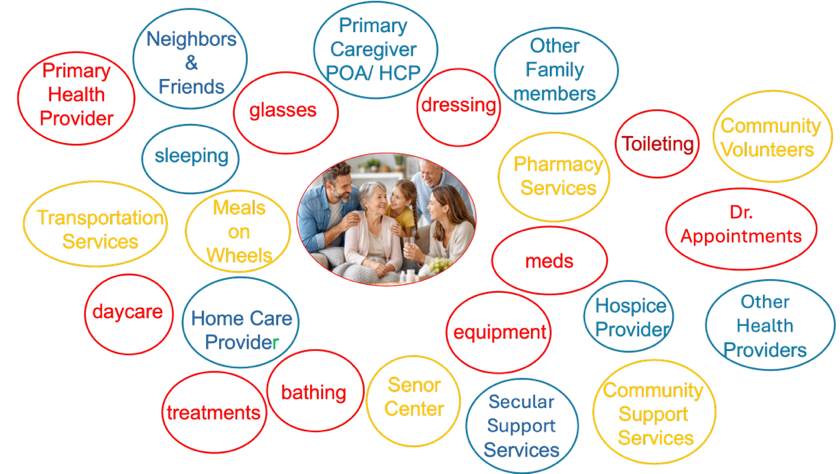 Primary
Health
Provider
Neighbors
&
Friends
glasses
Primary
Caregiver
POA/ HCP
dressing
Other
Family
members
sleeping
Pharmacy
Services
Toileting
Community
Volunteers
Transportation
Services
Meals
on
Wheels
Dr.
Appointments
meds
daycare
Home Care
Provider
equipment
Hospice
Provider
Other
Health
Providers
treatments
bathing
Senor
Center
Secular
Support
Services
Community
Support
Services